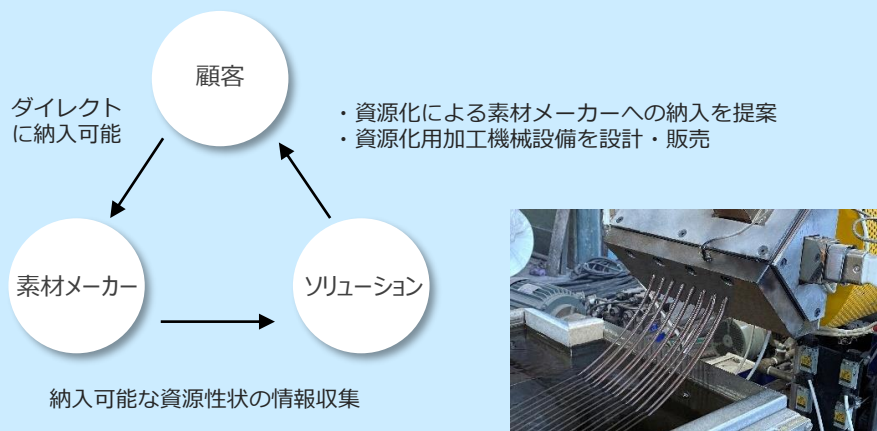 顧客
ダイレクト
に納入可能
・資源化による素材メーカーへの納入を提案
・資源化用加工機械設備を設計・販売
素材メーカー
ソリューション
納入可能な資源性状の情報収集